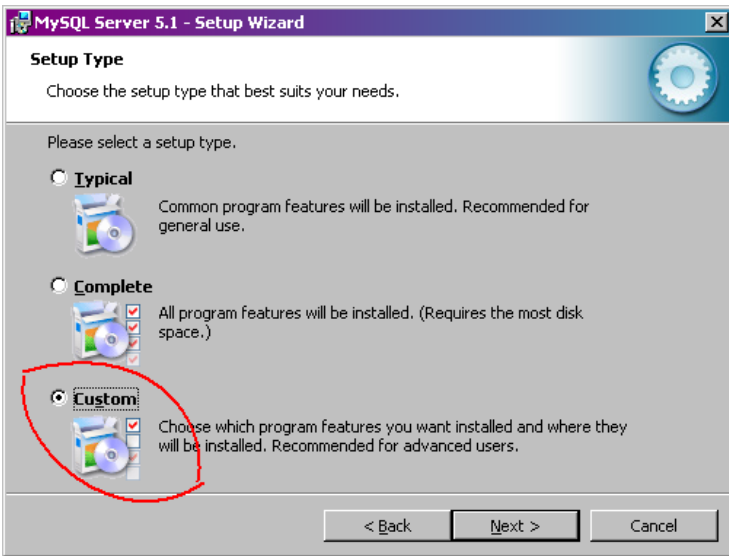 MySQL Server 5.1 - Setup Wizard
Setup Type
Choose the setup type that best suits your needs.
Please select a setup type.
Typical
Common program features will be installed. Recommended for
general use.
Complete
All program features will be installed. (Requires the most disk
space.)
Custom
Choose which program features you want installed and where they
will be installed. Recommended for advanced users.
< Back Next > Cancel